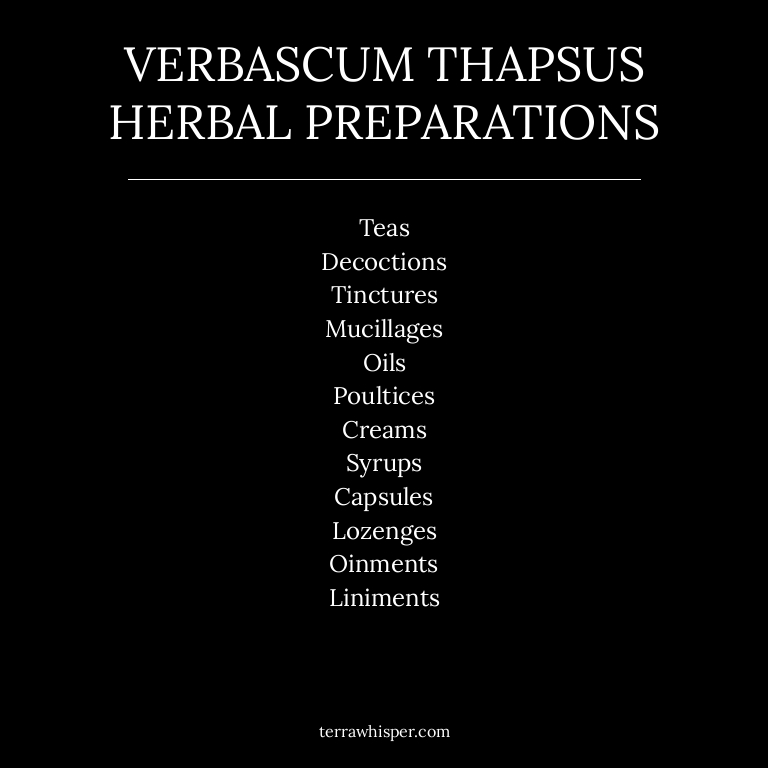 VERBASCUM THAPSUS
HERBAL PREPARATIONS
Teas
Decoctions
Tinctures
Mucillages
Oils
Poultices
Creams
Syrups
Capsules
Lozenges
Oinments
Liniments
terrawhisper.com